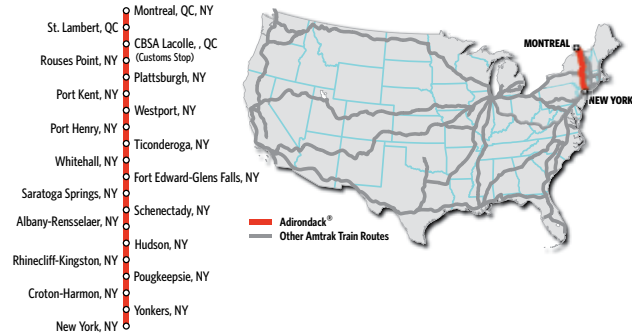 Montreal, QC, NY
St. Lambert, QC
CBSA Lacolle, , QC
(Customs Stop)
Rouses Point, NY
Plattsburgh, NY
Port Kent, NY
Westport, NY
Port Henry, NY
Ticonderoga, NY
Whitehall, NY
Fort Edward-Glens Falls, NY
Saratoga Springs, NY
Schenectady, NY
Albany-Rensselaer, NY
Hudson, NY
Rhinecliff-Kingston, NY
Pougkeepsie, NY
Croton-Harmon, NY
Yonkers, NY
New York, NY
MONTREAL
NEW YORK
Adirondack®
Other Amtrak Train Routes